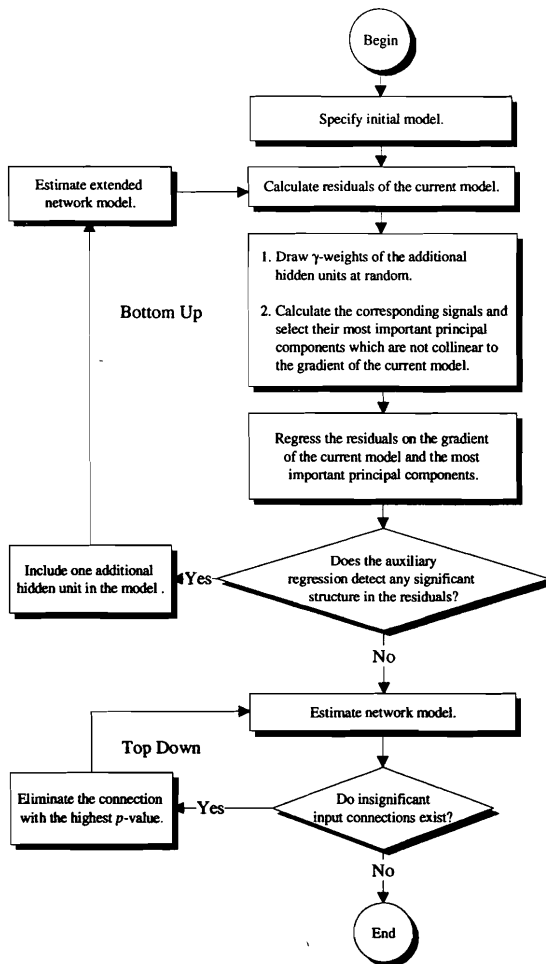 Begin
Specify initial model.
Estimate extended
network model.
Calculate residuals of the current model.
1. Draw γ-weights of the additional
hidden units at random.
2. Calculate the corresponding signals and
select their most important principal
components which are not collinear to
the gradient of the current model.
Bottom Up
Regress the residuals on the gradient
of the current model and the most
important principal components.
Does the auxiliary
regression detect any significant
structure in the residuals?
Yes
Include one additional
hidden unit in the model .
No
Estimate network model.
Top Down
Do insignificant
input connections exist?
Yes
Eliminate the connection
with the highest p-value.
No
End